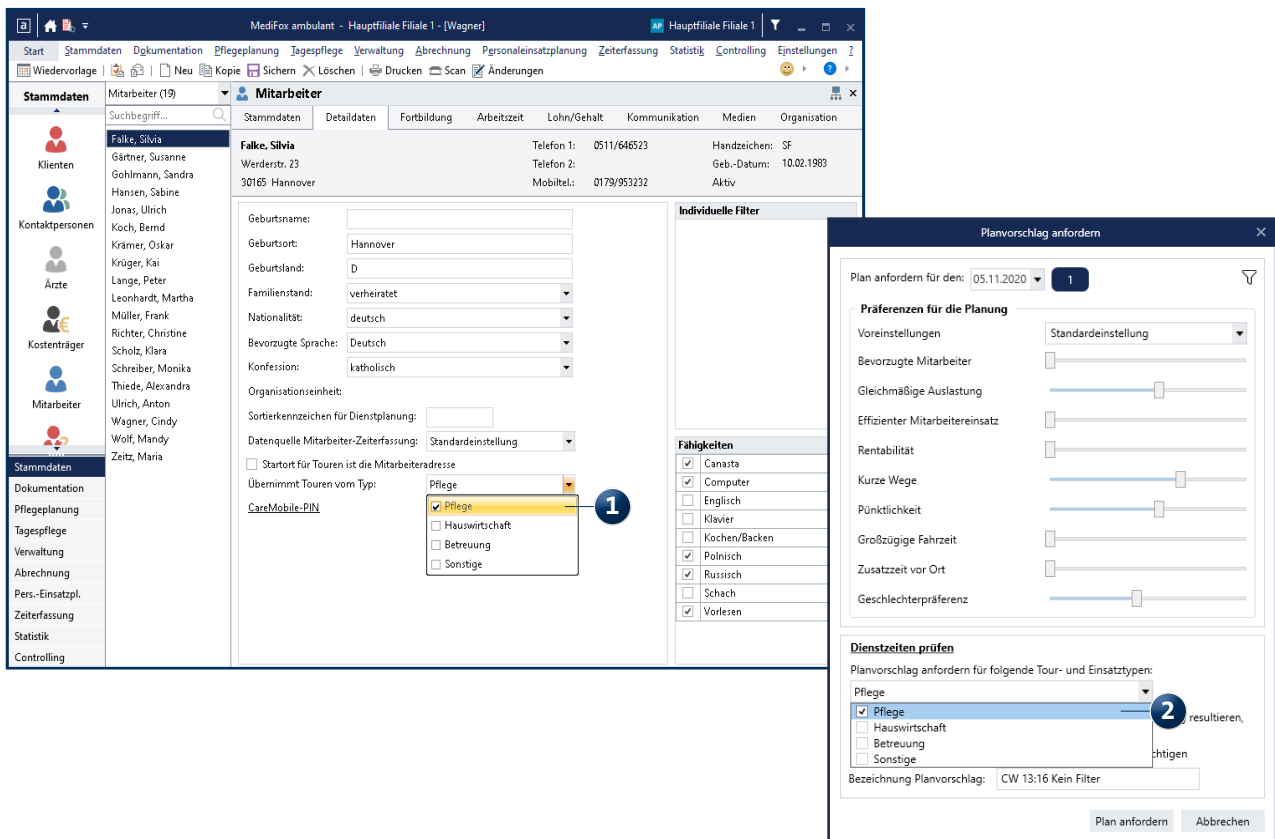 a MediFox ambulant - Hauptfiliale Filiale 1 - [Wagner] AP Hauptfiliale Filiale 1
Start Stammdaten Dokumentation Pflegeplanung Tagespflege Verwaltung Abrechnung Personaleinsatzplanung Zeiterfassung Statistik Controlling Einstellungen ?
Wiedervorlage Neu Kopie Sichern Löschen Drucken Scan Änderungen ?
Stammdaten
Klienten
Kontaktpersonen
Ärzte
Kostenträger
Mitarbeiter
Stammdaten
Dokumentation
Pflegeplanung
Tagespflege
Verwaltung
Abrechnung
Pers.-Einsatzpl.
Zeiterfassung
Statistik
Controlling
Mitarbeiter (19)
Suchbegriff...
Falke, Silvia
Gärtner, Susanne
Gohlmann, Sandra
Hansen, Sabine
Jonas, Ulrich
Koch, Bernd
Krämer, Oskar
Krüger, Kai
Lange, Peter
Leonhardt, Martha
Müller, Frank
Richter, Christine
Scholz, Klara
Schreiber, Monika
Thiede, Alexandra
Ulrich, Anton
Wagner, Cindy
Wolf, Mandy
Zeitz, Maria
Mitarbeiter
Stammdaten Detaildaten Fortbildung Arbeitszeit Lohn/Gehalt Kommunikation Medien Organisation
Falke, Silvia Telefon 1: 0511/646523 Handzeichen: SF
Werderstr. 23 Telefon 2: Geb.-Datum: 10.02.1983
30165 Hannover Mobiltel.: 0179/953232 Aktiv
Geburtsname:
Geburtsort: Hannover
Geburtsland: D
Familienstand: verheiratet
Nationalität: deutsch
Bevorzugte Sprache: Deutsch
Konfession: katholisch
Organisationseinheit:
Sortierkennzeichen für Dienstplanung:
Datenquelle Mitarbeiter-Zeiterfassung: Standardeinstellung
Startort für Touren ist die Mitarbeiteradresse
Übernimmt Touren vom Typ: Pflege
CareMobile-PIN
Pflege
Hauswirtschaft
Betreuung
Sonstige
1
Individuelle Filter
Fähigkeiten
Canasta
Computer
Englisch
Klavier
Kochen/Backen
Polnisch
Russisch
Schach
Vorlesen
Planvorschlag anfordern
Plan anfordern für den: 05.11.2020 1
Präferenzen für die Planung
Voreinstellungen Standardeinstellung
Bevorzugte Mitarbeiter
Gleichmäßige Auslastung
Effizienter Mitarbeitereinsatz
Rentabilität
Kurze Wege
Pünktlichkeit
Großzügige Fahrzeit
Zusatzzeit vor Ort
Geschlechterpräferenz
Dienstzeiten prüfen
Planvorschlag anfordern für folgende Tour- und Einsatztypen:
Pflege
Pflege
2
resultieren,
Hauswirtschaft
Betreuung
chtigen
Sonstige
Bezeichnung Planvorschlag: CW 13:16 Kein Filter
Plan anfordern Abbrechen